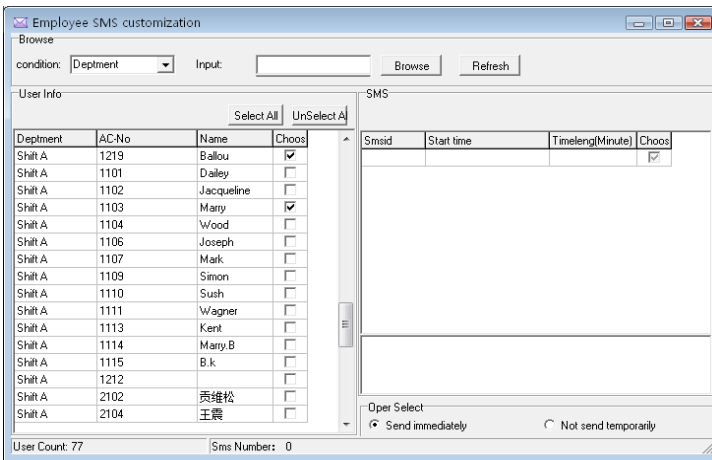 Employee SMS customization
Browse
condition: Deptment Input: Browse Refresh
User Info
Select All UnSelect A
Deptment AC-No Name Choos
Shift A 1219 Ballou
Shift A 1101 Dailey
Shift A 1102 Jacqueline
Shift A 1103 Marry
Shift A 1104 Wood
Shift A 1106 Joseph
Shift A 1107 Mark
Shift A 1109 Simon
Shift A 1110 Sush
Shift A 1111 Wagner
Shift A 1113 Kent
Shift A 1114 Marry.B
Shift A 1115 B.k
Shift A 1212
Shift A 2102 贡维松
Shift A 2104 王震
SMS
Smsid Start time Timeleng(Minute) Choos
Oper Select
Send immediately Not send temporarily
User Count: 77 Sms Number: 0